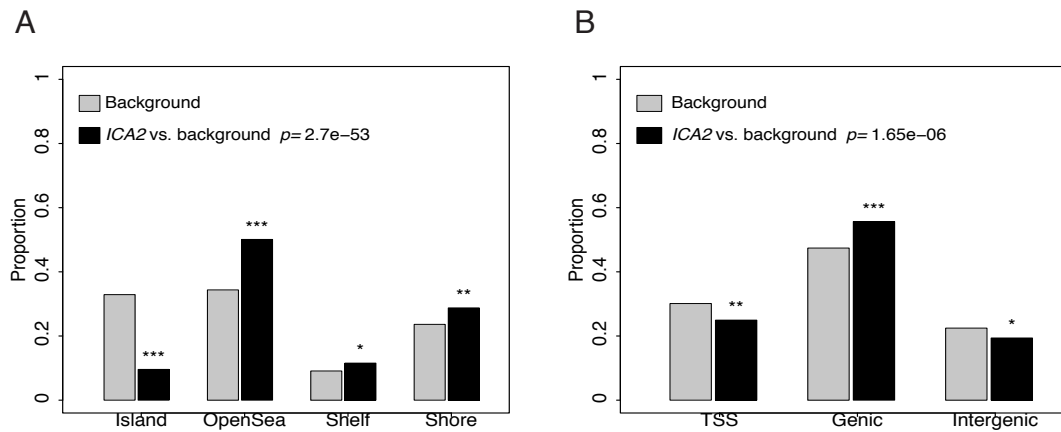 A
Proportion
0 0.2 0.4 0.6 0.8 1
Background
ICA2 vs. background p= 2.7e−53
***
***
*
**
Island OpenSea Shelf Shore
B
Proportion
0 0.2 0.4 0.6 0.8 1
Background
ICA2 vs. background p= 1.65e−06
**
***
*
TSS Genic Intergenic